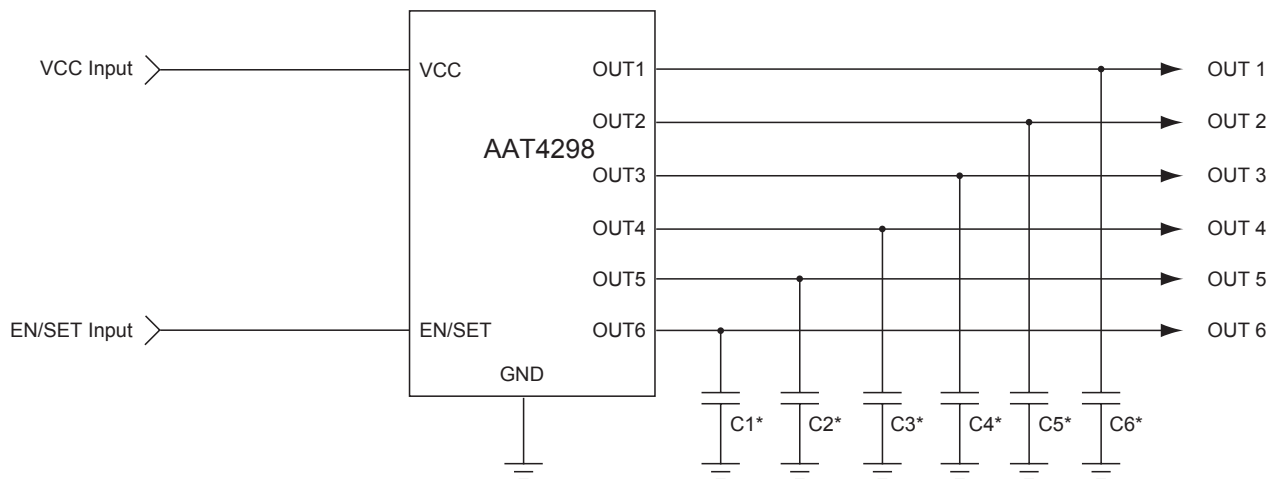 VCC Input
VCC
OUT1
OUT 1
OUT2
OUT 2
AAT4298
OUT3
OUT 3
OUT4
OUT 4
OUT5
OUT 5
EN/SET Input
EN/SET
OUT6
OUT 6
GND
C1*
C2*
C3*
C4*
C5*
C6*